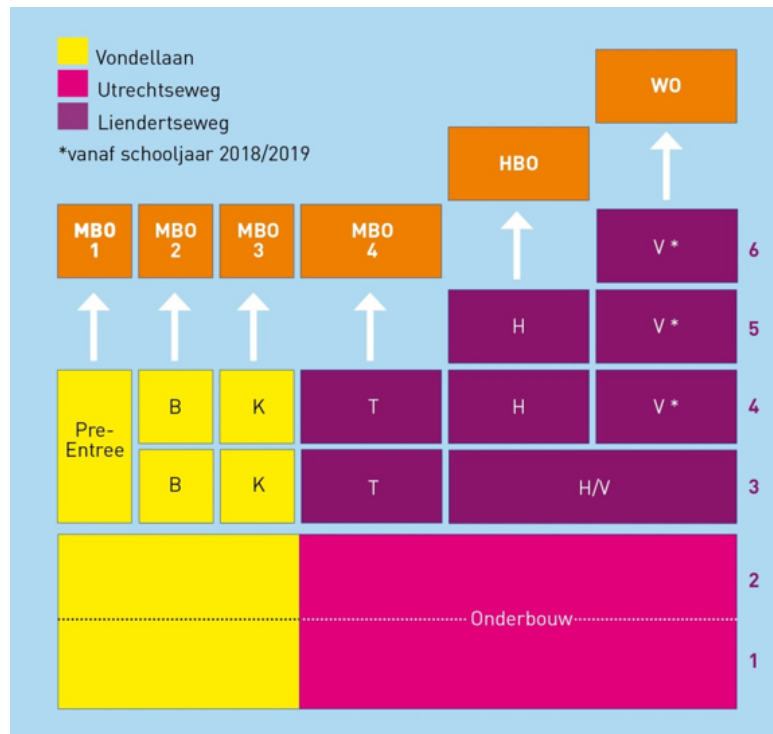 Vondellaan
Utrechtseweg
Liendertseweg
*vanaf schooljaar 2018/2019
WO
HBO
MBO
1
MBO
2
MBO
3
MBO
4
V *
6
H
V *
5
Pre-
Entree
B
K
T
H
V *
4
B
K
T
H/V
3
2
Onderbouw
1